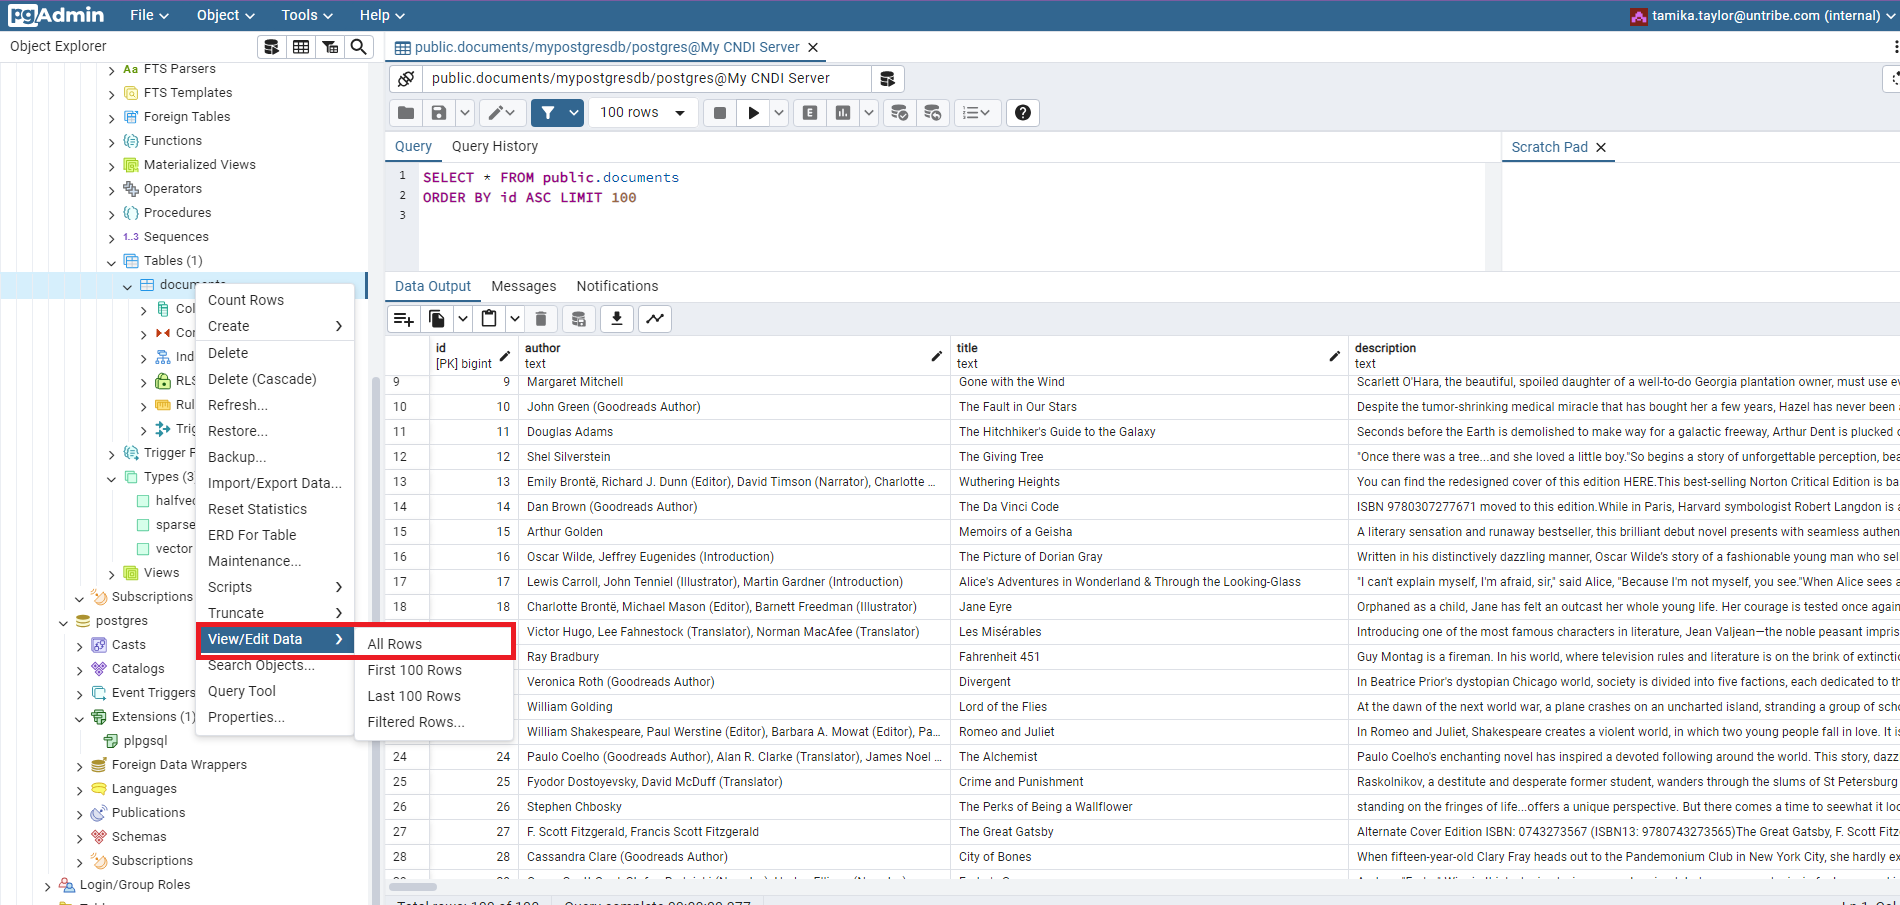 pgAdmin File Object Tools Help tamika.taylor@untribe.com (internal)
Object Explorer
public.documents/mypostgresdb/postgres@My CNDI Server
public.documents/mypostgresdb/postgres@My CNDI Server
100 rows
E
Query Query History
Scratch Pad
1 SELECT * FROM public.documents
2 ORDER BY id ASC LIMIT 100
3
Aa FTS Parsers
FTS Templates
Foreign Tables
Functions
Materialized Views
Operators
Procedures
1..3 Sequences
Tables (1)
documents
Col
Con
Ind
RLS
Rul
Trig
Trigger F
Types (3
halfvec
sparse
vector
Views
Subscriptions
postgres
Casts
Catalogs
Event Triggers
Extensions (1)
plpgsql
Foreign Data Wrappers
Languages
Publications
Schemas
Subscriptions
Login/Group Roles
Count Rows
Create
Delete
Delete (Cascade)
Refresh...
Restore...
Backup...
Import/Export Data...
Reset Statistics
ERD For Table
Maintenance...
Scripts
Truncate
View/Edit Data
Search Objects...
Query Tool
Properties...
All Rows
First 100 Rows
Last 100 Rows
Filtered Rows...
Data Output Messages Notifications
id author title description
[PK] bigint text text text
9 9 Margaret Mitchell Gone with the Wind Scarlett O'Hara, the beautiful, spoiled daughter of a well-to-do Georgia plantation owner, must use ev
10 10 John Green (Goodreads Author) The Fault in Our Stars Despite the tumor-shrinking medical miracle that has bought her a few years, Hazel has never been a
11 11 Douglas Adams The Hitchhiker's Guide to the Galaxy Seconds before the Earth is demolished to make way for a galactic freeway, Arthur Dent is plucked o
12 12 Shel Silverstein The Giving Tree "Once there was a tree...and she loved a little boy."So begins a story of unforgettable perception, bea
13 13 Emily Brontë, Richard J. Dunn (Editor), David Timson (Narrator), Charlotte ... Wuthering Heights You can find the redesigned cover of this edition HERE.This best-selling Norton Critical Edition is ba
14 14 Dan Brown (Goodreads Author) The Da Vinci Code ISBN 9780307277671 moved to this edition.While in Paris, Harvard symbologist Robert Langdon is a
15 15 Arthur Golden Memoirs of a Geisha A literary sensation and runaway bestseller, this brilliant debut novel presents with seamless authen
16 16 Oscar Wilde, Jeffrey Eugenides (Introduction) The Picture of Dorian Gray Written in his distinctively dazzling manner, Oscar Wilde's story of a fashionable young man who sel
17 17 Lewis Carroll, John Tenniel (Illustrator), Martin Gardner (Introduction) Alice's Adventures in Wonderland & Through the Looking-Glass "I can't explain myself, I'm afraid, sir," said Alice, "Because I'm not myself, you see."When Alice sees a
18 18 Charlotte Brontë, Michael Mason (Editor), Barnett Freedman (Illustrator) Jane Eyre Orphaned as a child, Jane has felt an outcast her whole young life. Her courage is tested once again
Victor Hugo, Lee Fahnestock (Translator), Norman MacAfee (Translator) Les Misérables Introducing one of the most famous characters in literature, Jean Valjean—the noble peasant impris
Ray Bradbury Fahrenheit 451 Guy Montag is a fireman. In his world, where television rules and literature is on the brink of extinctio
Veronica Roth (Goodreads Author) Divergent In Beatrice Prior's dystopian Chicago world, society is divided into five factions, each dedicated to th
William Golding Lord of the Flies At the dawn of the next world war, a plane crashes on an uncharted island, stranding a group of scho
William Shakespeare, Paul Werstine (Editor), Barbara A. Mowat (Editor), Pa... Romeo and Juliet In Romeo and Juliet, Shakespeare creates a violent world, in which two young people fall in love. It is
24 24 Paulo Coelho (Goodreads Author), Alan R. Clarke (Translator), James Noel ... The Alchemist Paulo Coelho's enchanting novel has inspired a devoted following around the world. This story, dazz
25 25 Fyodor Dostoyevsky, David McDuff (Translator) Crime and Punishment Raskolnikov, a destitute and desperate former student, wanders through the slums of St Petersburg
26 26 Stephen Chbosky The Perks of Being a Wallflower standing on the fringes of life...offers a unique perspective. But there comes a time to seewhat it loo
27 27 F. Scott Fitzgerald, Francis Scott Fitzgerald The Great Gatsby Alternate Cover Edition ISBN: 0743273567 (ISBN13: 9780743273565)The Great Gatsby, F. Scott Fitz
28 28 Cassandra Clare (Goodreads Author) City of Bones When fifteen-year-old Clary Fray heads out to the Pandemonium Club in New York City, she hardly ex